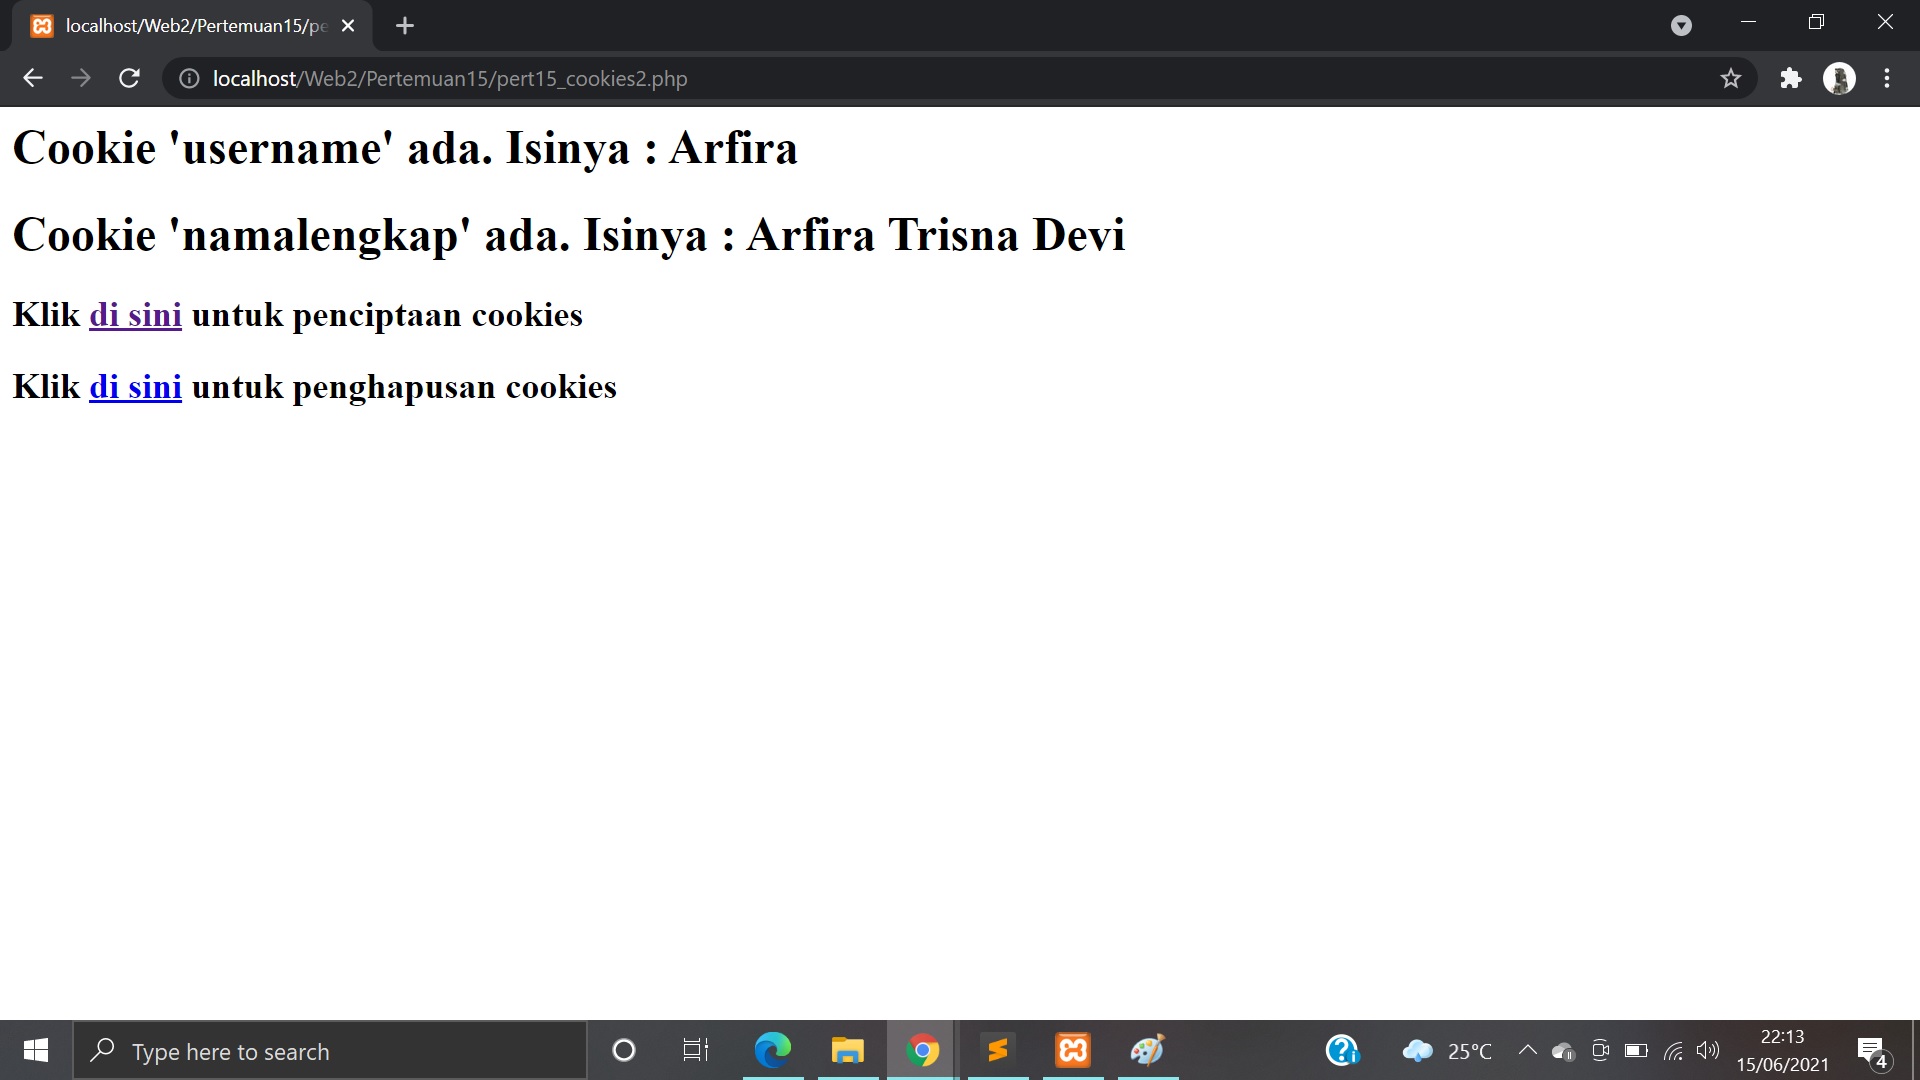 localhost/Web2/Pertemuan15/pe
localhost/Web2/Pertemuan15/pert15_cookies2.php
Cookie 'username' ada. Isinya : Arfira
Cookie 'namalengkap' ada. Isinya : Arfira Trisna Devi
Klik di sini untuk penciptaan cookies
Klik di sini untuk penghapusan cookies
Type here to search
25°C
22:13
15/06/2021
4